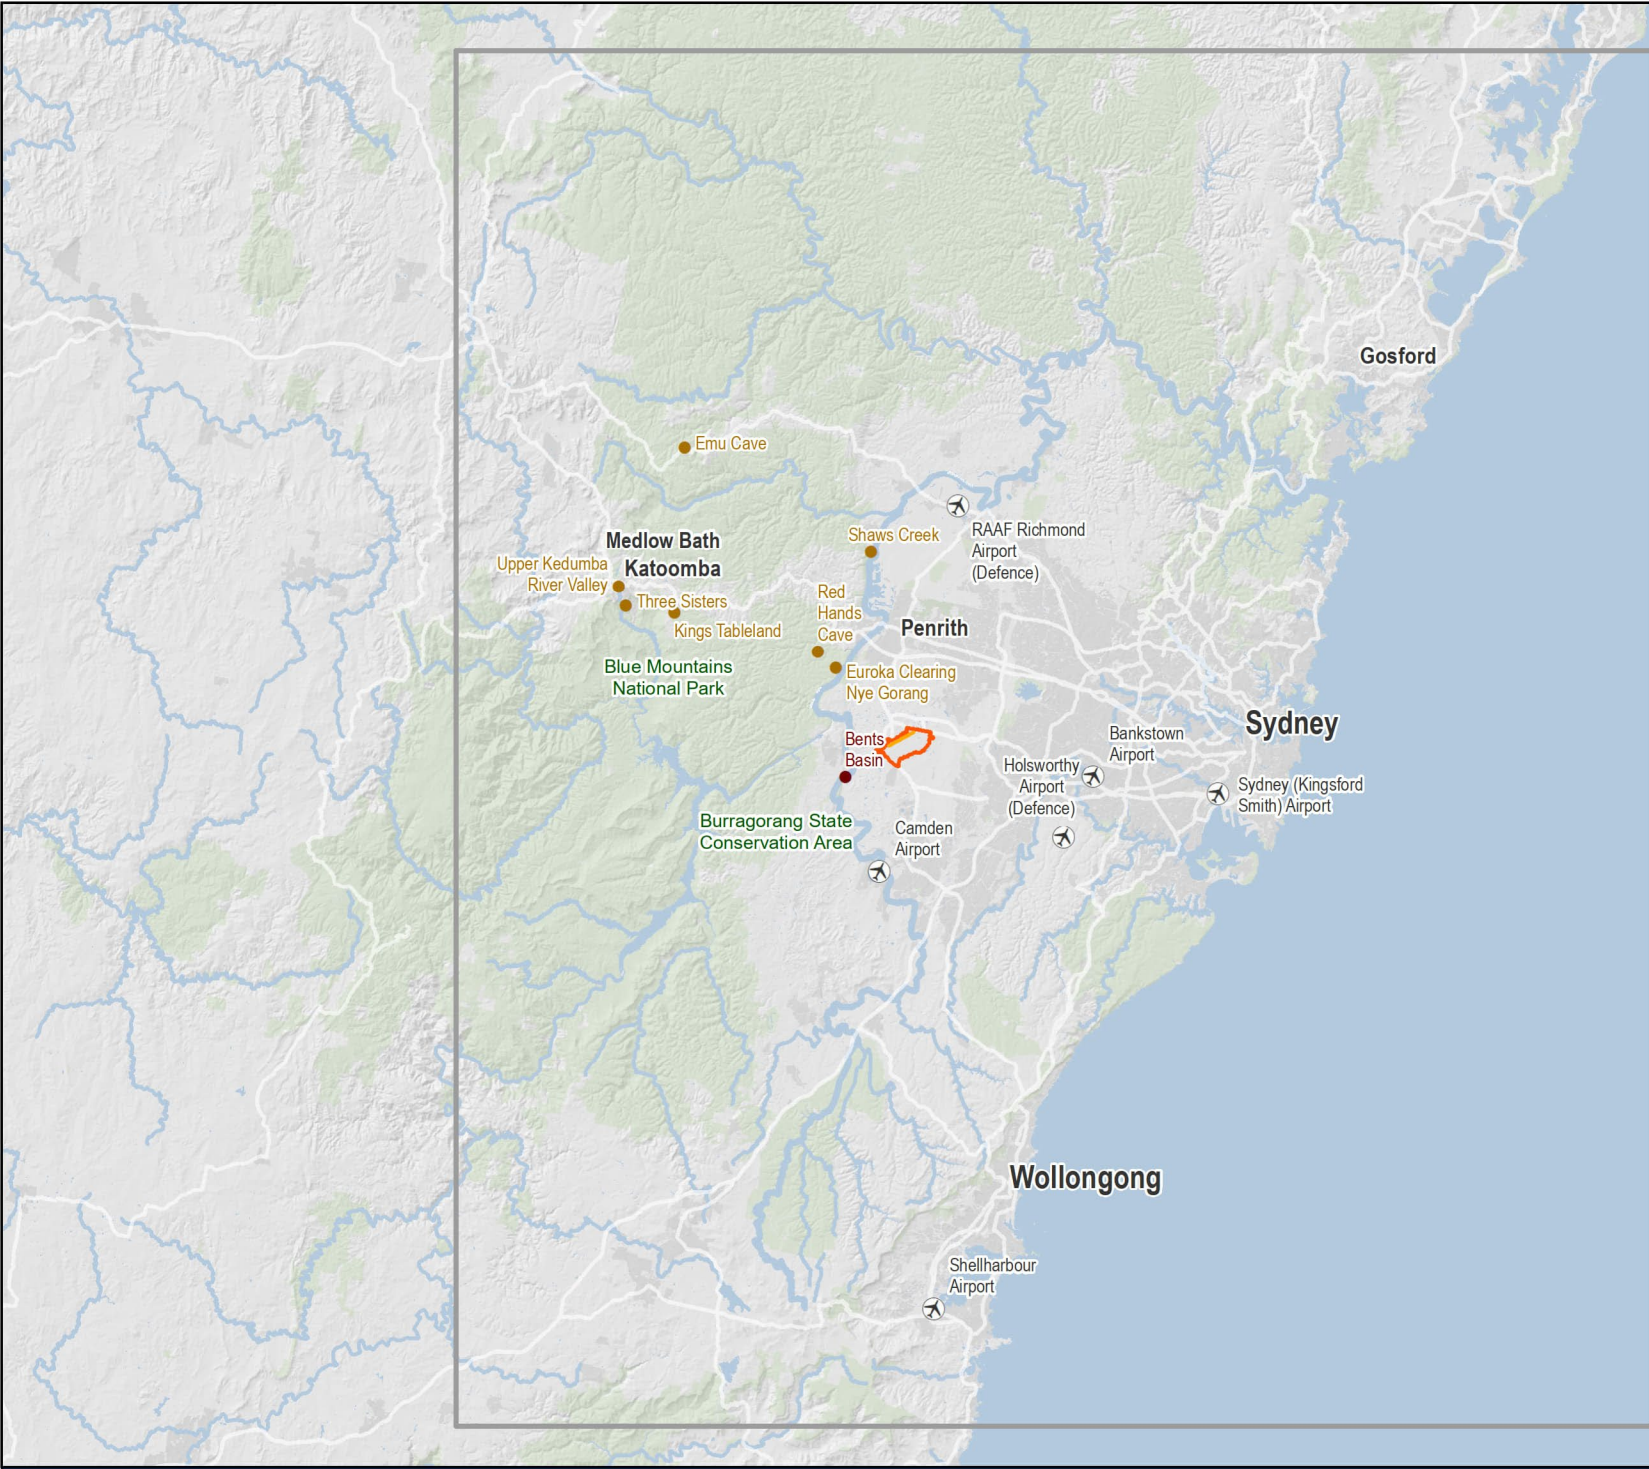 Gosford
Emu Cave
RAAF Richmond
Airport
(Defence)
Shaws Creek
Medlow Bath
Katoomba
Upper Kedumba
River Valley
Three Sisters
Kings Tableland
Red
Hands
Cave
Penrith
Blue Mountains
National Park
Euroka Clearing
Nye Gorang
Sydney
Bents
Basin
Bankstown
Airport
Holsworthy
Airport
(Defence)
Sydney (Kingsford
Smith) Airport
Burragorang State
Conservation Area
Camden
Airport
Wollongong
Shellharbour
Airport